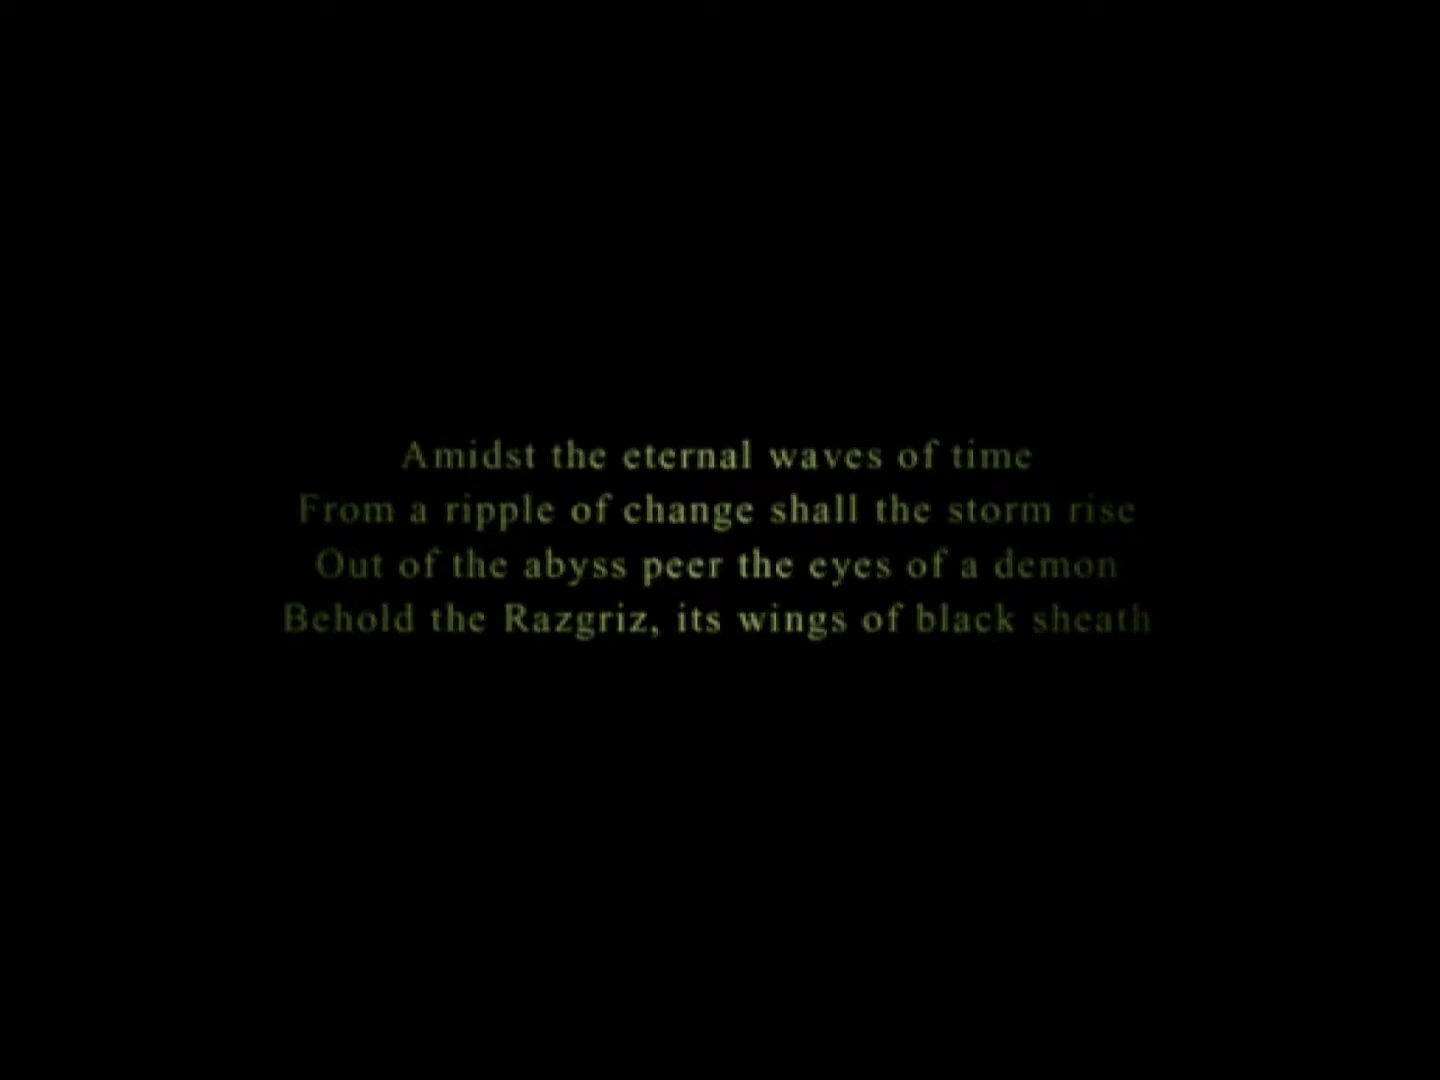 Amidst the eternal waves of time
From a ripple of change shall the storm rise
Out of the abyss peer the eyes of a demon
Behold the Razgriz, its wings of black sheath